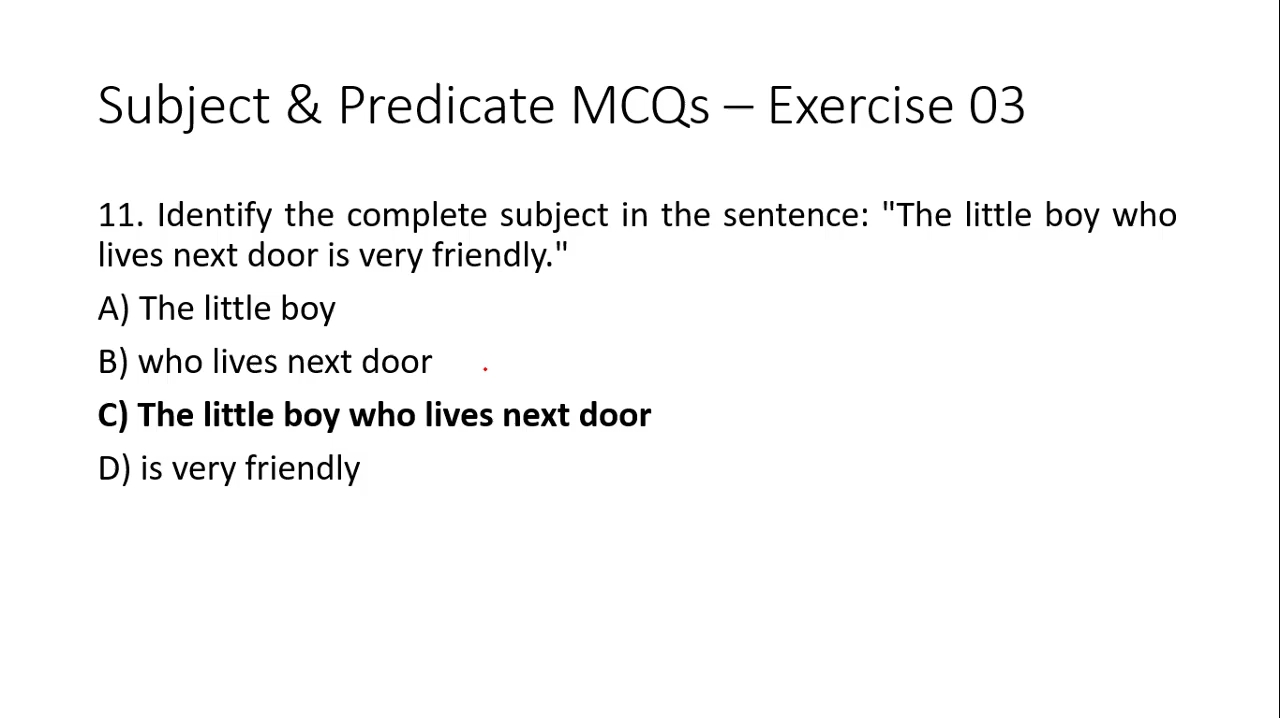 Subject & Predicate MCQs – Exercise 03
11. Identify the complete subject in the sentence: "The little boy who
lives next door is very friendly."
A) The little boy
B) who lives next door
C) The little boy who lives next door
D) is very friendly